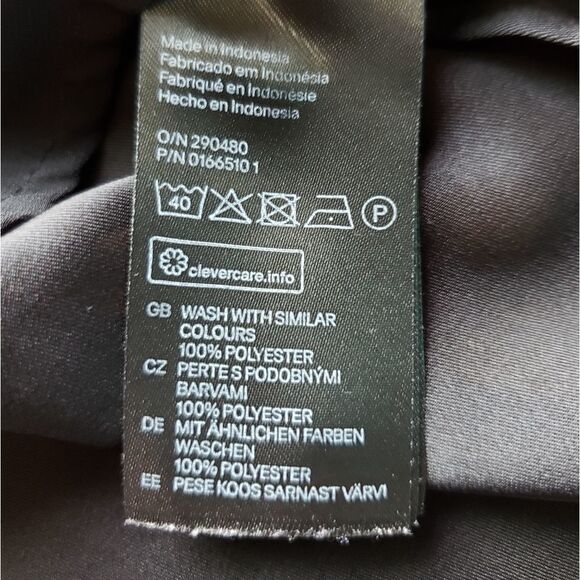 Made in Indonesia
Fabricado em Indonésia
Fabriqué en Indonésie
Hecho en Indonesia
O/N 290480
P/N 0166510 1
40 P
clevercare.info
GB WASH WITH SIMILAR
COLOURS
100% POLYESTER
CZ PERTE S PODOBNÝMI
BARVAMI
100% POLYESTER
DE MIT ÄHNLICHEN FARBEN
WASCHEN
100% POLYESTER
EE PESE KOOS SARNAST VÄRVI